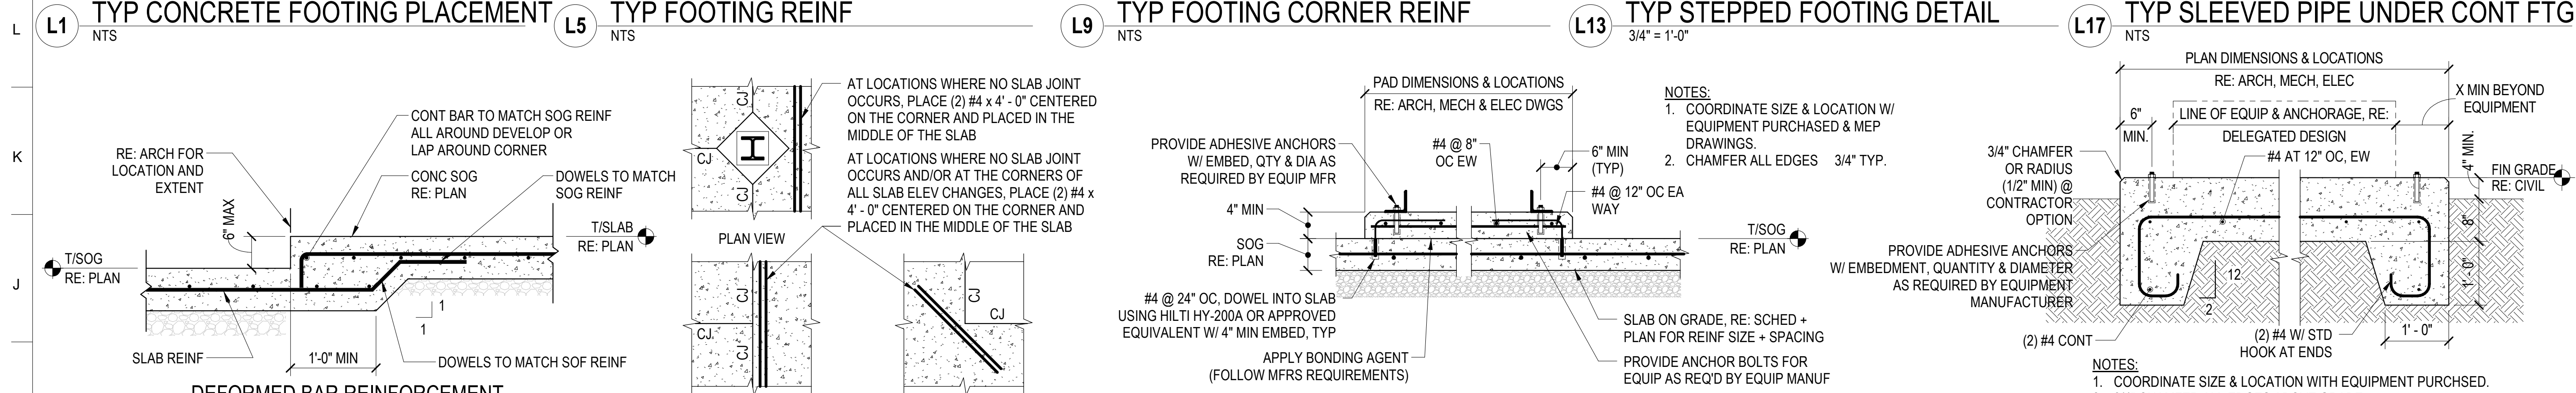 L
L1 TYP CONCRETE FOOTING PLACEMENT
NTS
L5 TYP FOOTING REINF
NTS
L9 TYP FOOTING CORNER REINF
NTS
L13 TYP STEPPED FOOTING DETAIL
3/4" = 1'-0"
L17 TYP SLEEVED PIPE UNDER CONT FTG
NTS
K
J
RE: ARCH FOR
LOCATION AND
EXTENT
CONT BAR TO MATCH SOG REINF
ALL AROUND DEVELOP OR
LAP AROUND CORNER
CONC SOG
RE: PLAN
DOWELS TO MATCH
SOG REINF
6" MAX
T/SLAB
RE: PLAN
T/SOG
RE: PLAN
1
1
SLAB REINF
1'-0" MIN
DOWELS TO MATCH SOF REINF
DEFORMED BAR REINFORCEMENT
CJ
CJ
CJ
AT LOCATIONS WHERE NO SLAB JOINT
OCCURS, PLACE (2) #4 x 4' - 0" CENTERED
ON THE CORNER AND PLACED IN THE
MIDDLE OF THE SLAB
AT LOCATIONS WHERE NO SLAB JOINT
OCCURS AND/OR AT THE CORNERS OF
ALL SLAB ELEV CHANGES, PLACE (2) #4 x
4' - 0" CENTERED ON THE CORNER AND
PLACED IN THE MIDDLE OF THE SLAB
PLAN VIEW
CJ
CJ
CJ
CJ
CJ
PAD DIMENSIONS & LOCATIONS
RE: ARCH, MECH & ELEC DWGS
PROVIDE ADHESIVE ANCHORS
W/ EMBED, QTY & DIA AS
REQUIRED BY EQUIP MFR
#4 @ 8"
OC EW
6" MIN
(TYP)
#4 @ 12" OC EA
WAY
4" MIN
SOG
RE: PLAN
T/SOG
RE: PLAN
#4 @ 24" OC, DOWEL INTO SLAB
USING HILTI HY-200A OR APPROVED
EQUIVALENT W/ 4" MIN EMBED, TYP
APPLY BONDING AGENT
(FOLLOW MFRS REQUIREMENTS)
SLAB ON GRADE, RE: SCHED +
PLAN FOR REINF SIZE + SPACING
PROVIDE ANCHOR BOLTS FOR
EQUIP AS REQ'D BY EQUIP MANUF
NOTES:
1. COORDINATE SIZE & LOCATION W/
EQUIPMENT PURCHASED & MEP
DRAWINGS.
2. CHAMFER ALL EDGES 3/4" TYP.
PLAN DIMENSIONS & LOCATIONS
RE: ARCH, MECH, ELEC
X MIN BEYOND
EQUIPMENT
6"
MIN.
LINE OF EQUIP & ANCHORAGE, RE:
DELEGATED DESIGN
#4 AT 12" OC, EW
4" MIN.
3/4" CHAMFER
OR RADIUS
(1/2" MIN) @
CONTRACTOR
OPTION
FIN GRADE
RE: CIVIL
8"
1' - 0"
PROVIDE ADHESIVE ANCHORS
W/ EMBEDMENT, QUANTITY & DIAMETER
AS REQUIRED BY EQUIPMENT
MANUFACTURER
12
2
(2) #4 CONT
(2) #4 W/ STD
HOOK AT ENDS
1' - 0"
NOTES:
1. COORDINATE SIZE & LOCATION WITH EQUIPMENT PURCHSED.